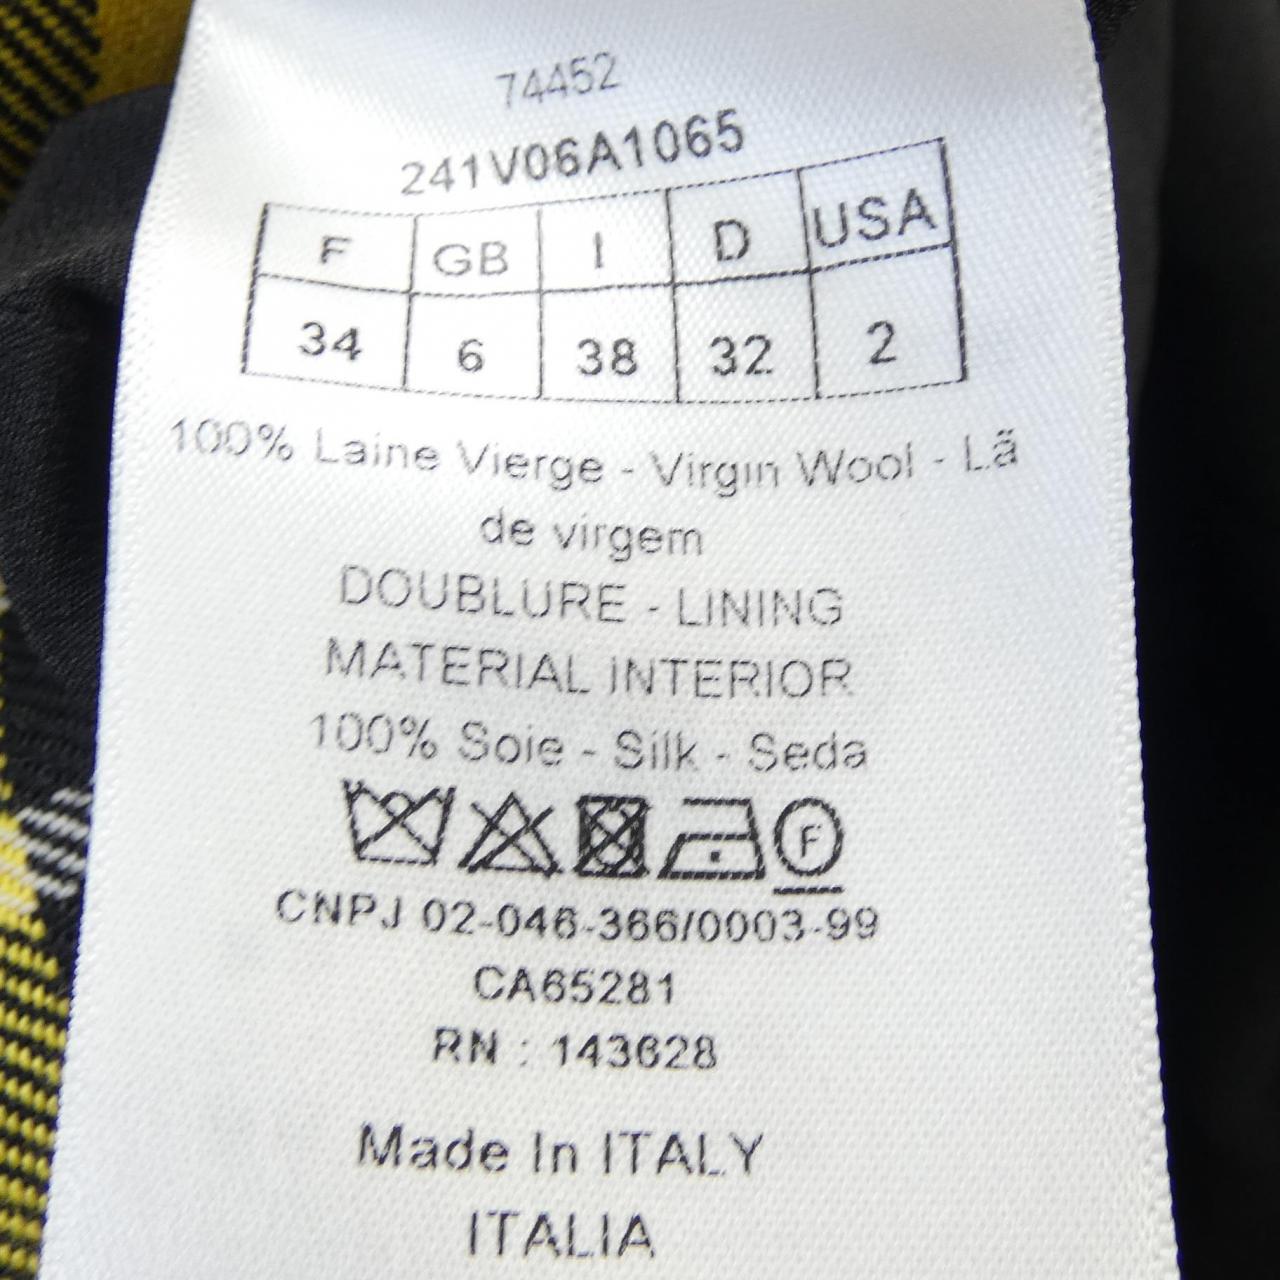 74452
241V06A1065
F GB I D USA
34 6 38 32 2
100% Laine Vierge - Virgin Wool - Lä
de virgem
DOUBLURE - LINING
MATERIAL INTERIOR
100% Soie - Silk - Seda
F
CNPJ 02-046-366/0003-99
CA65281
RN : 143628
Made In ITALY
ITALIA